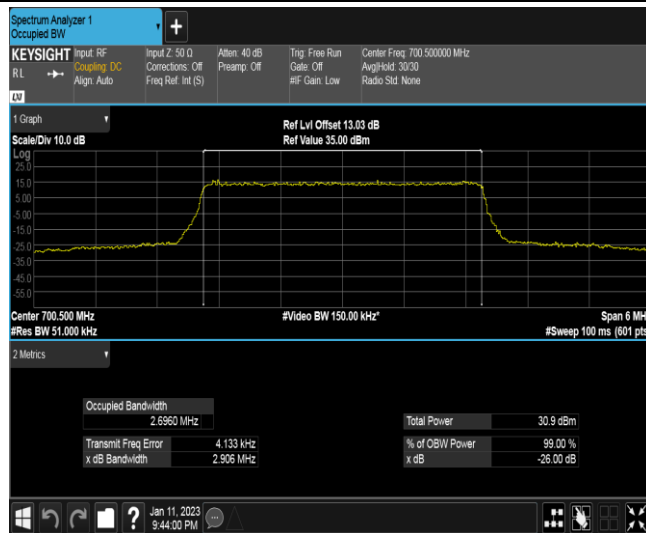 Spectrum Analyzer 1
Occupied BW
+
KEYSIGHT Input: RF Input Z: 50 Ω Atten: 40 dB Trig: Free Run Center Freq: 700.500000 MHz
RL Coupling: DC Corrections: Off Preamp: Off Gate: Off Avg|Hold: 30/30
Align: Auto Freq Ref: Int (S) #IF Gain: Low Radio Std: None
1 Graph
Ref Lvl Offset 13.03 dB
Scale/Div 10.0 dB Ref Value 35.00 dBm
Log
25.0
15.0
5.00
-5.00
-15.0
-25.0
-35.0
-45.0
-55.0
Center 700.500 MHz #Video BW 150.00 kHz* Span 6 MH
#Res BW 51.000 kHz #Sweep 100 ms (601 pts
2 Metrics
Occupied Bandwidth
2.6960 MHz Total Power 30.9 dBm
Transmit Freq Error 4.133 kHz % of OBW Power 99.00 %
x dB Bandwidth 2.906 MHz x dB -26.00 dB
? Jan 11, 2023
9:44:00 PM